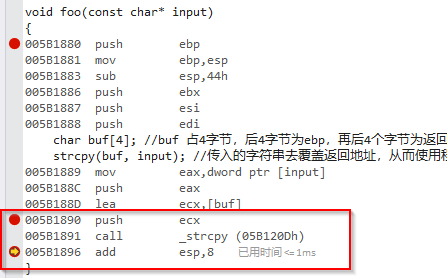 void foo(const char* input)
{
005B1880 push ebp
005B1881 mov ebp,esp
005B1883 sub esp,44h
005B1886 push ebx
005B1887 push esi
005B1888 push edi
char buf[4]; //buf 占4字节，后4字节为ebp，再后4个字节为返回
strcpy(buf, input); //传入的字符串去覆盖返回地址，从而使用程
005B1889 mov eax,dword ptr [input]
005B188C push eax
005B188D lea ecx,[buf]
005B1890 push ecx
005B1891 call _strcpy (05B120Dh)
005B1896 add esp,8 已用时间<=1ms
}